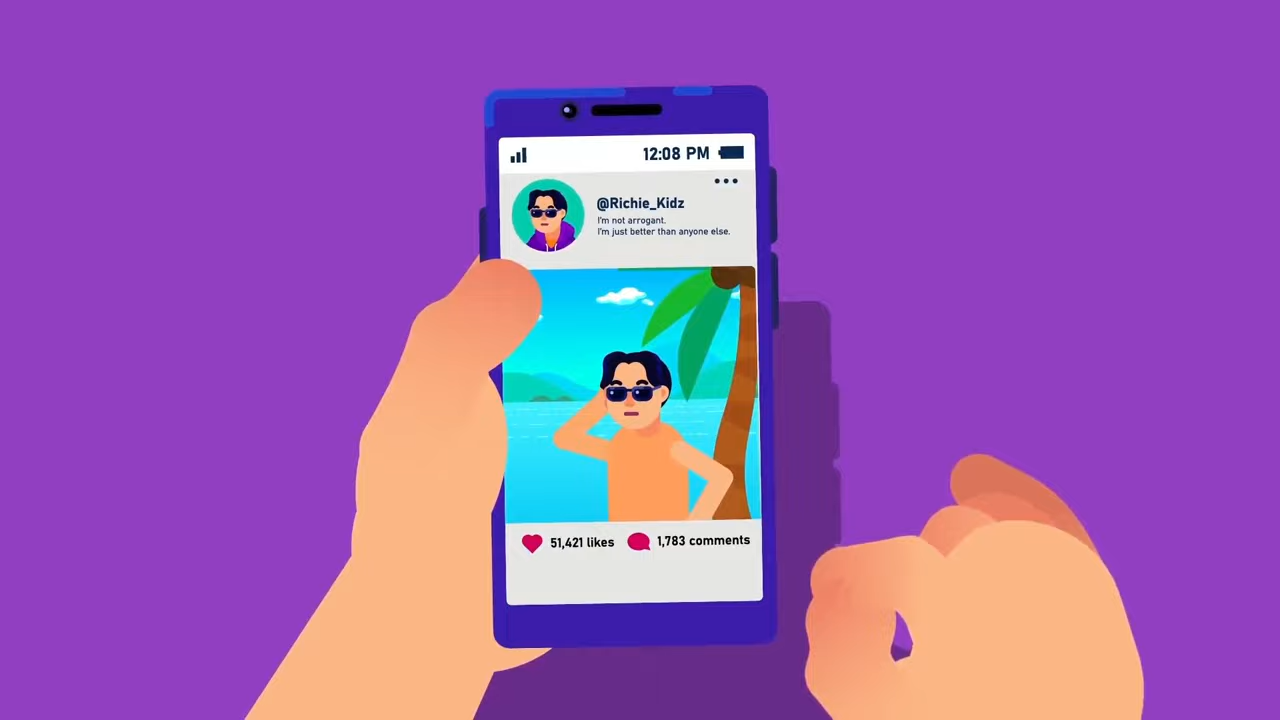 12:08 PM
@Richie_Kidz
I'm not arrogant.
I'm just better than anyone else.
51,421 likes 1,783 comments